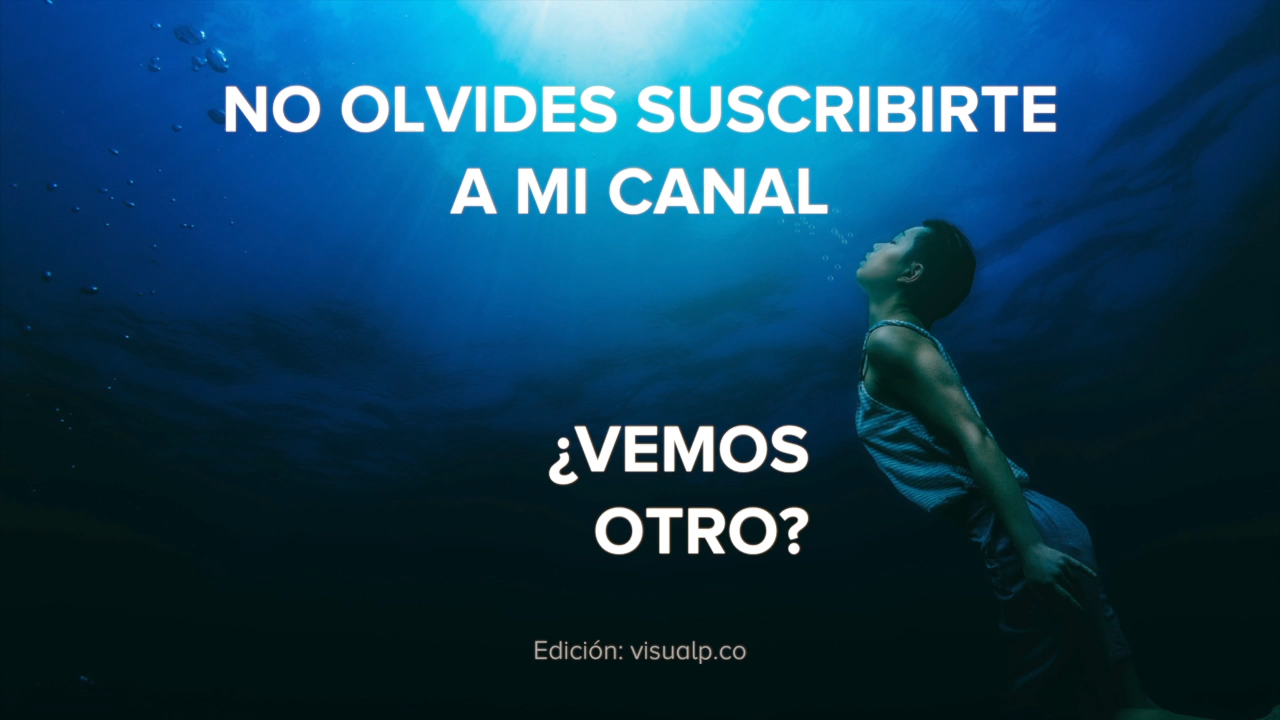 NO OLVIDES SUSCRIBIRTE
A MI CANAL
¿VEMOS
OTRO?
Edición: visualp.co